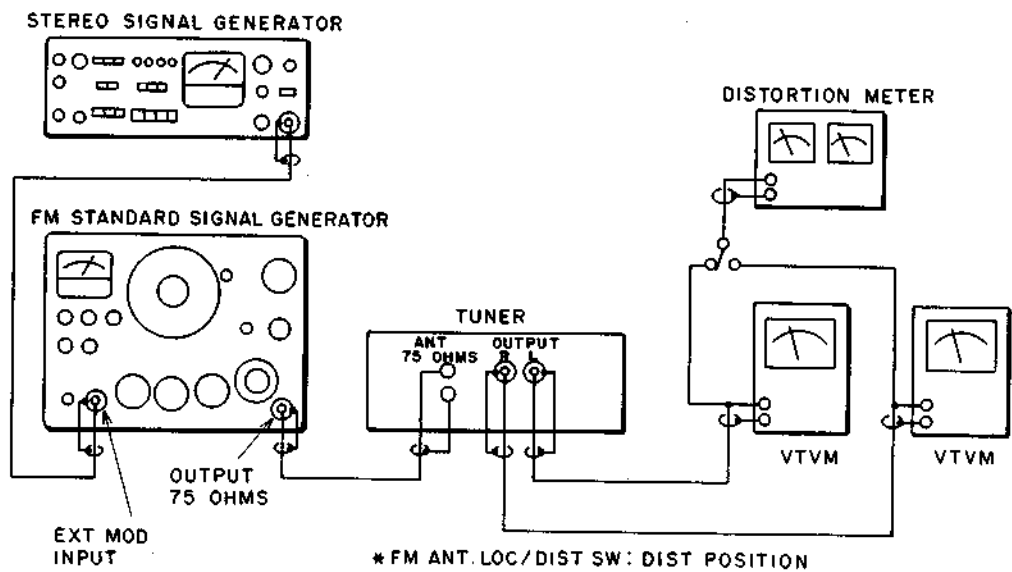 STEREO SIGNAL GENERATOR
DISTORTION METER
FM STANDARD SIGNAL GENERATOR
TUNER
ANT
75 OHMS
OUTPUT
R L
VTVM
VTVM
OUTPUT
75 OHMS
EXT MOD
INPUT
* FM ANT. LOC/DIST SW: DIST POSITION